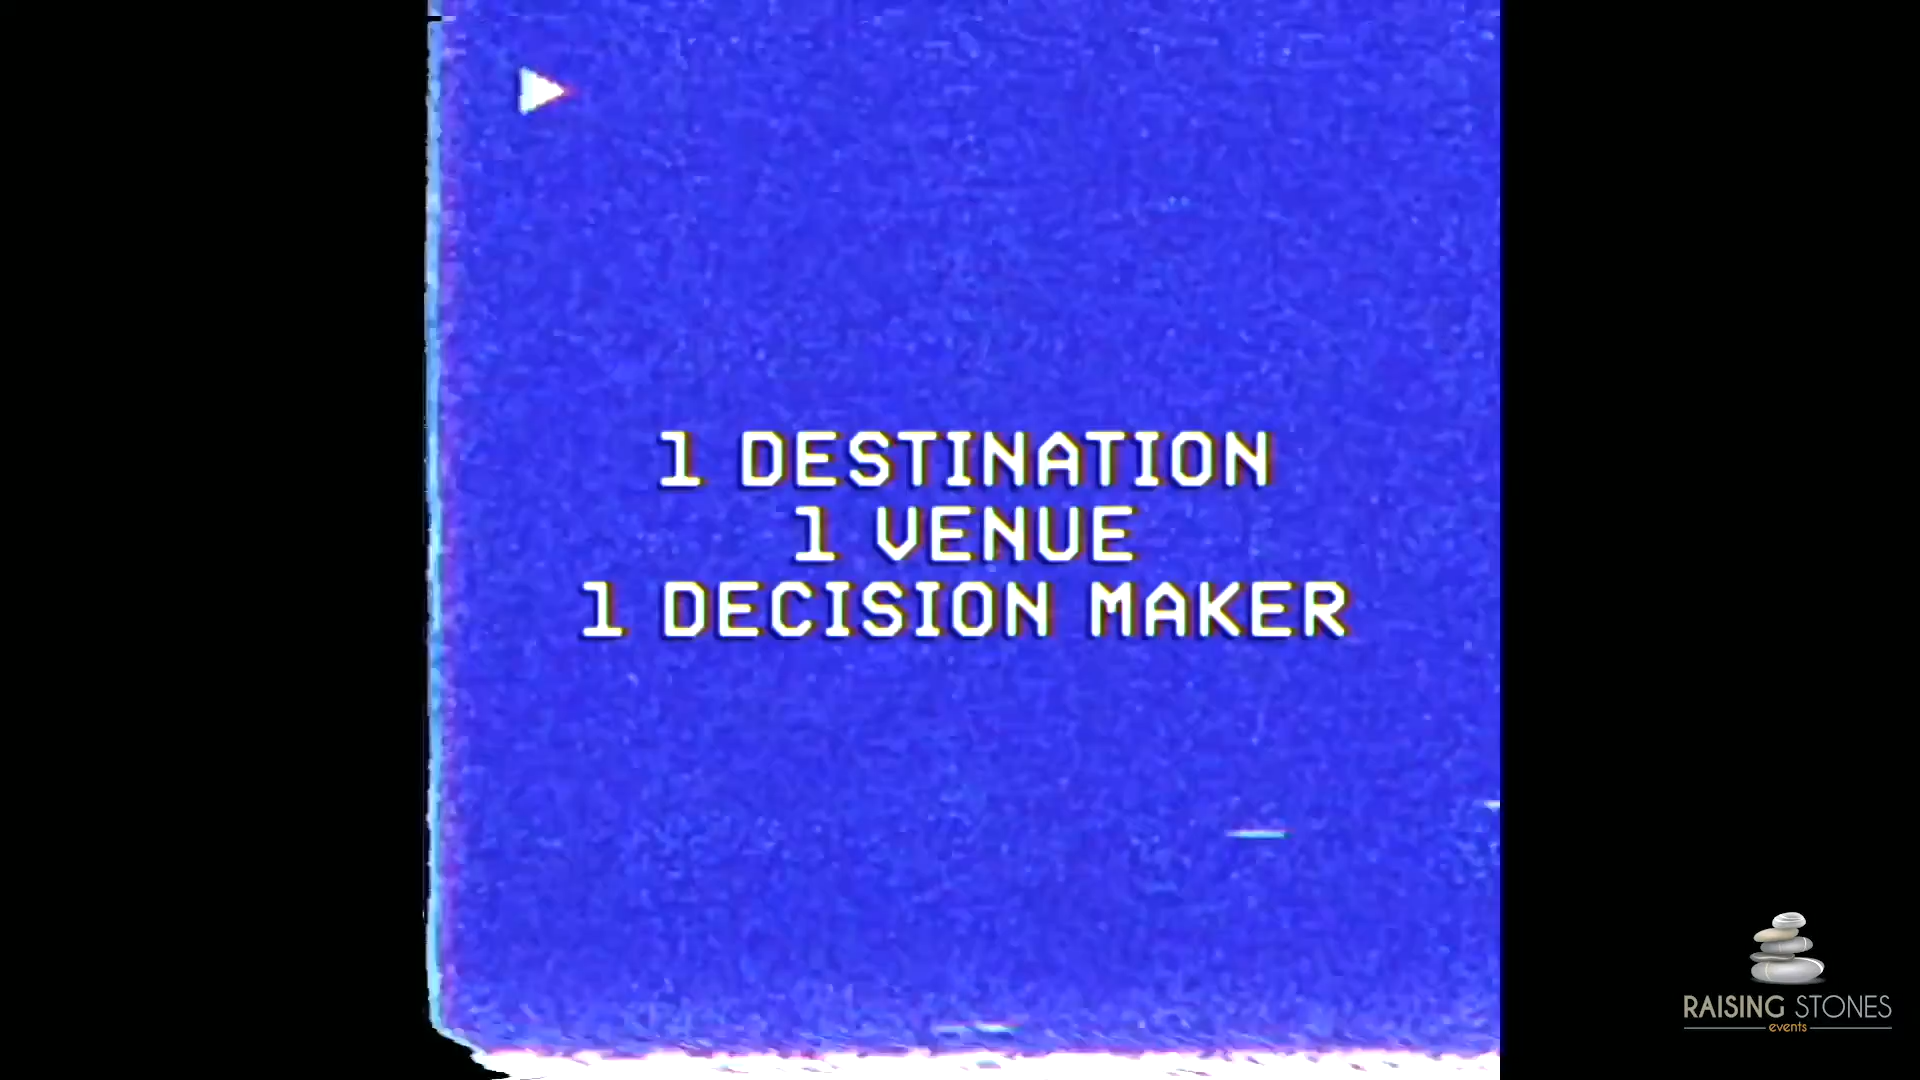 1 DESTINATION
1 VENUE
1 DECISION MAKER
RAISING STONES
events